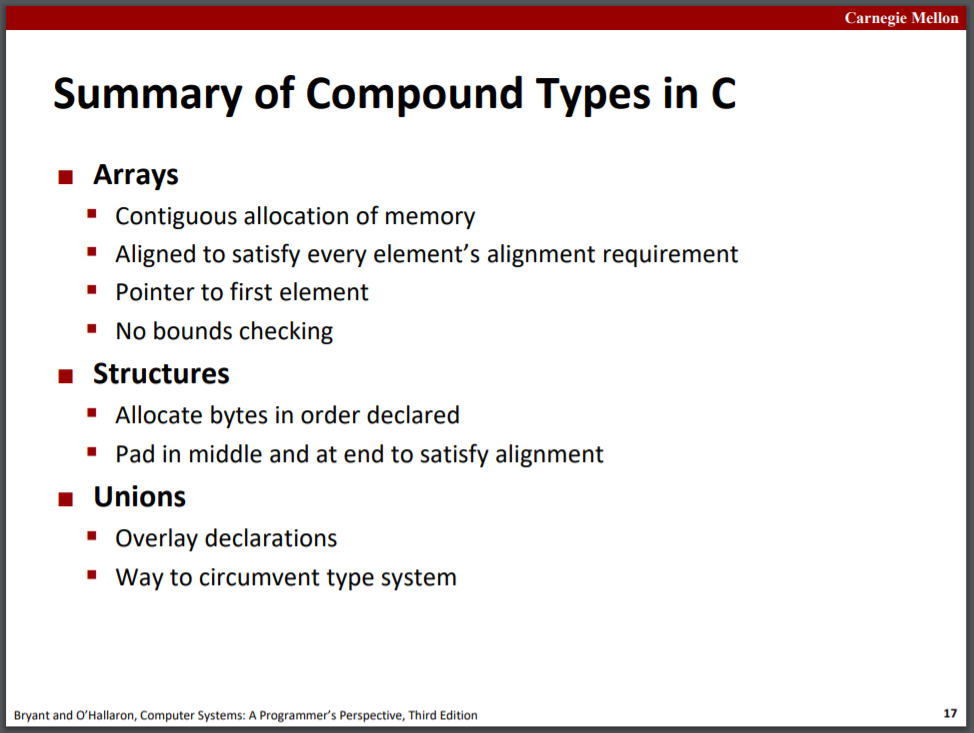 Carnegie Mellon
Summary of Compound Types in C
Arrays
Contiguous allocation of memory
Aligned to satisfy every element’s alignment requirement
Pointer to first element
No bounds checking
Structures
Allocate bytes in order declared
Pad in middle and at end to satisfy alignment
Unions
Overlay declarations
Way to circumvent type system
Bryant and O’Hallaron, Computer Systems: A Programmer’s Perspective, Third Edition
17